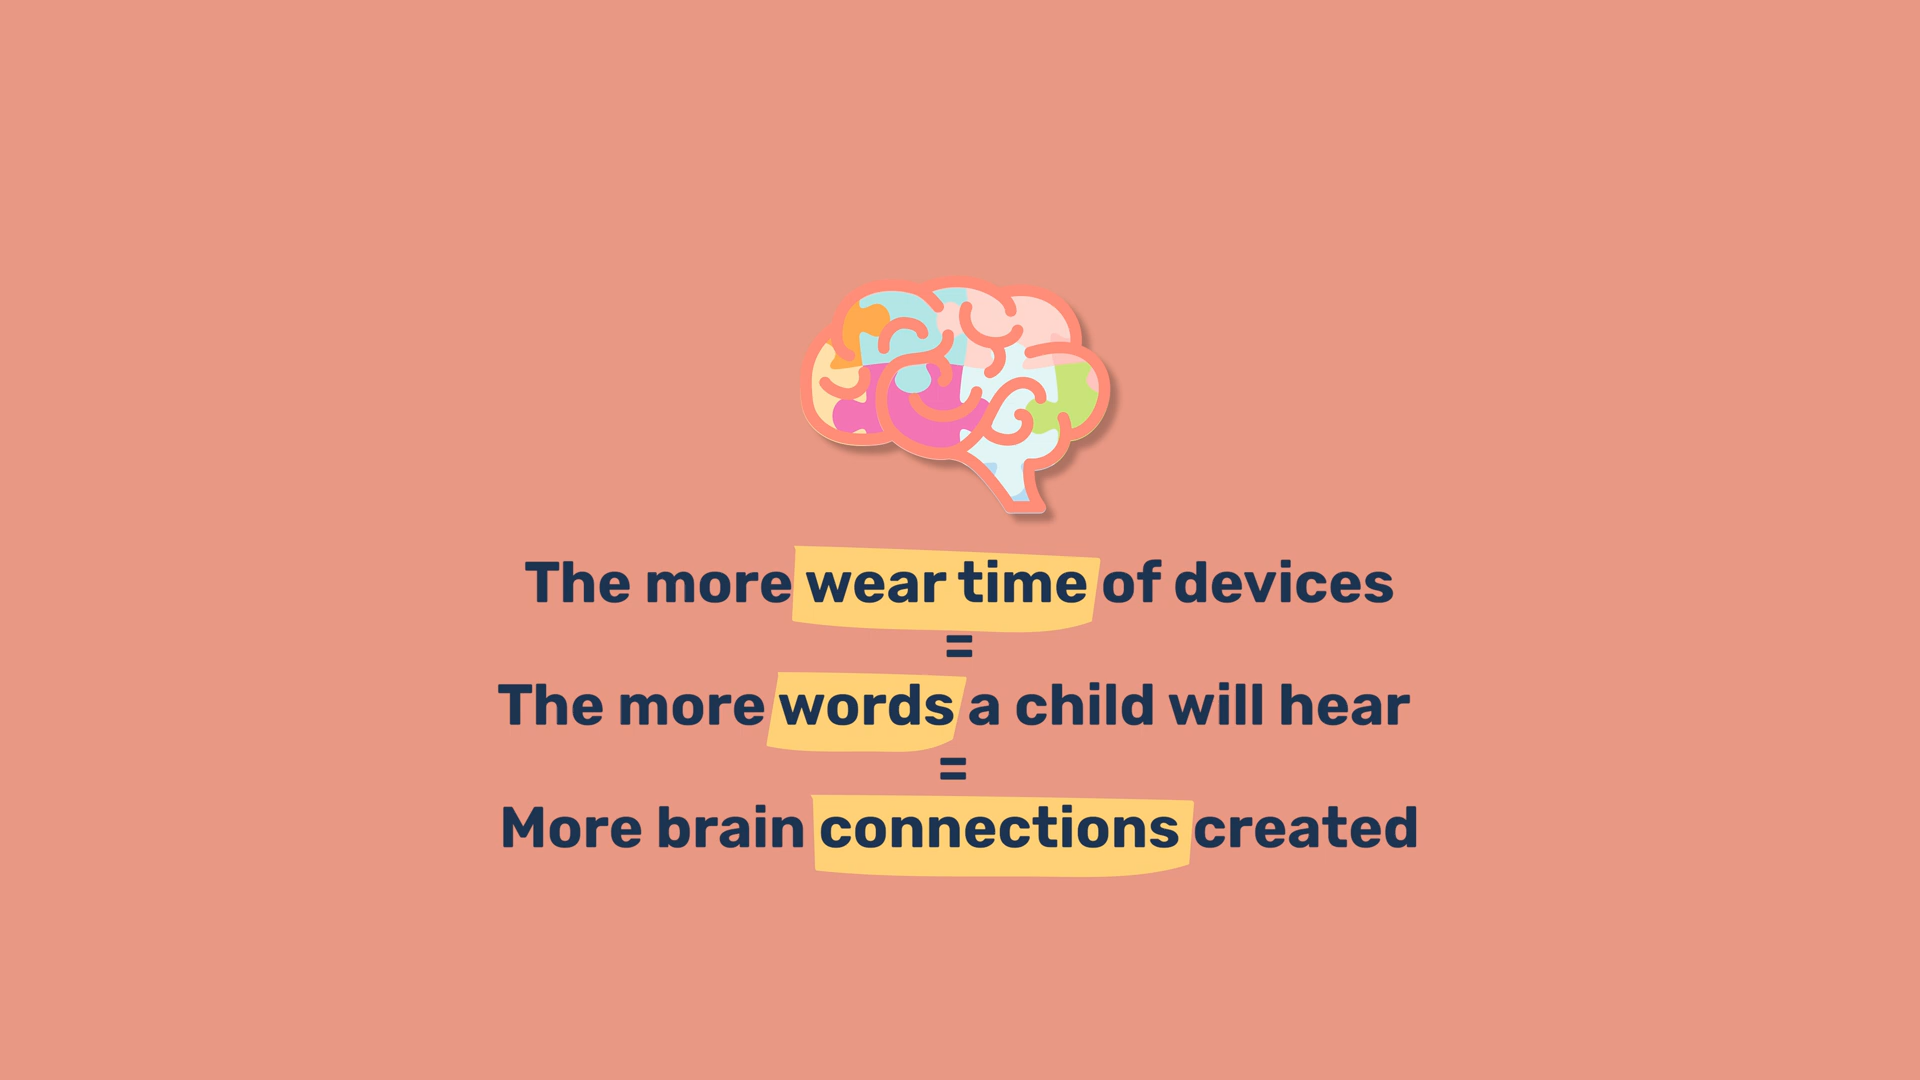 The more wear time of devices
=
The more words a child will hear
=
More brain connections created